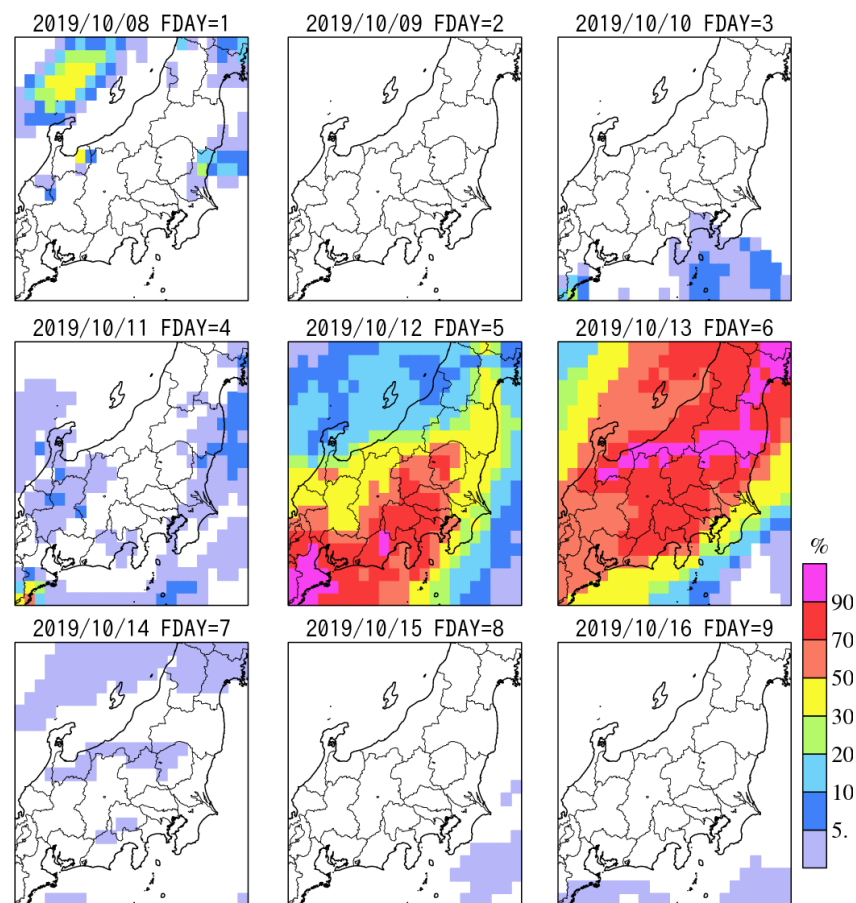 2019/10/08 FDAY=1
2019/10/09 FDAY=2
2019/10/10 FDAY=3
2019/10/11 FDAY=4
2019/10/12 FDAY=5
2019/10/13 FDAY=6
%
90
70
50
30
20
10
5.
2019/10/14 FDAY=7
2019/10/15 FDAY=8
2019/10/16 FDAY=9